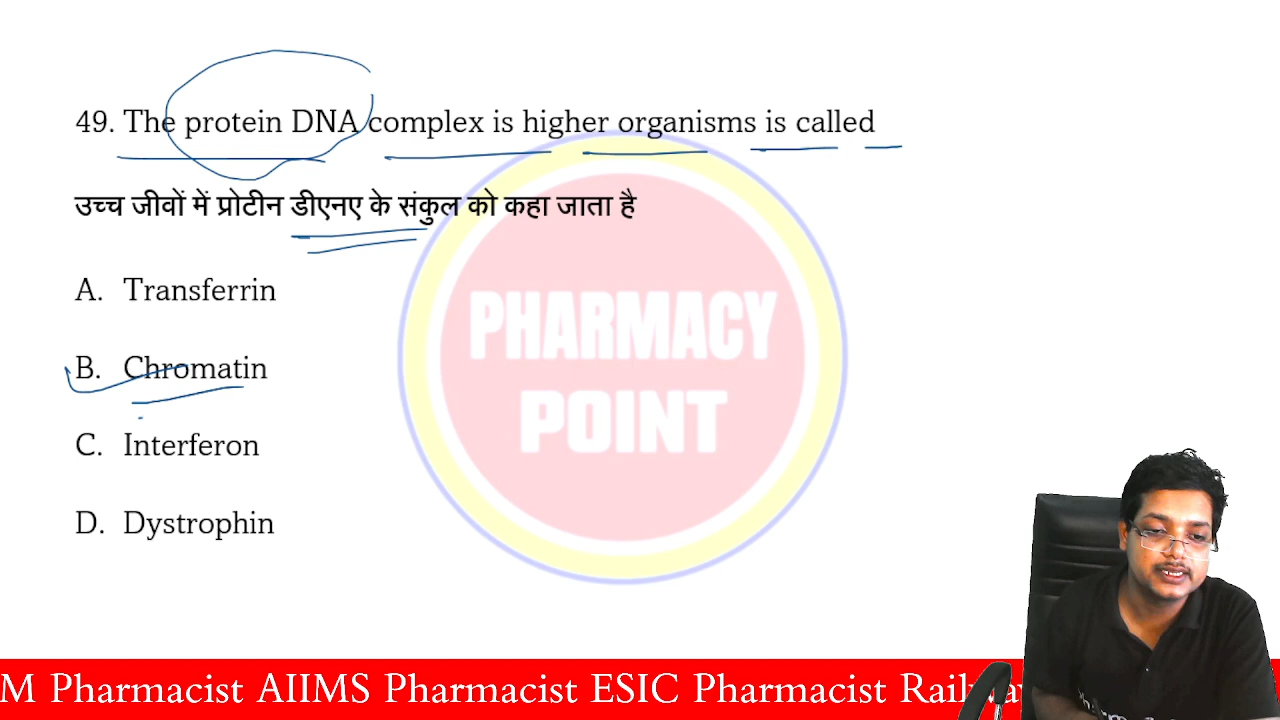 49. The protein DNA complex is higher organisms is called
उच्च जीवों में प्रोटीन डीएनए के संकुल को कहा जाता है
A. Transferrin
B. Chromatin
C. Interferon
D. Dystrophin
PHARMACY
POINT
M Pharmacist AIIMS Pharmacist ESIC Pharmacist